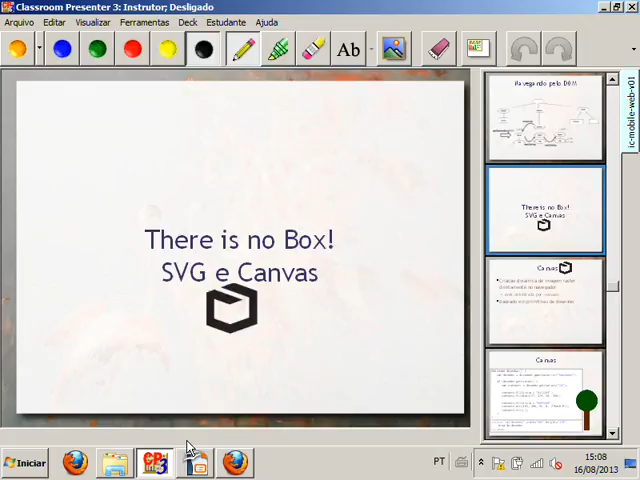 Classroom Presenter 3: Instrutor; Desligado
Arquivo Editar Visualizar Ferramentas Deck Estudante Ajuda
Ab
There is no Box!
SVG e Canvas
Navegando pelo DOM
There is no Box!
SVG e Canvas
Canvas
Canvas
ic-mobile-web-v01
Iniciar
CP3
PT
15:08
16/08/2013